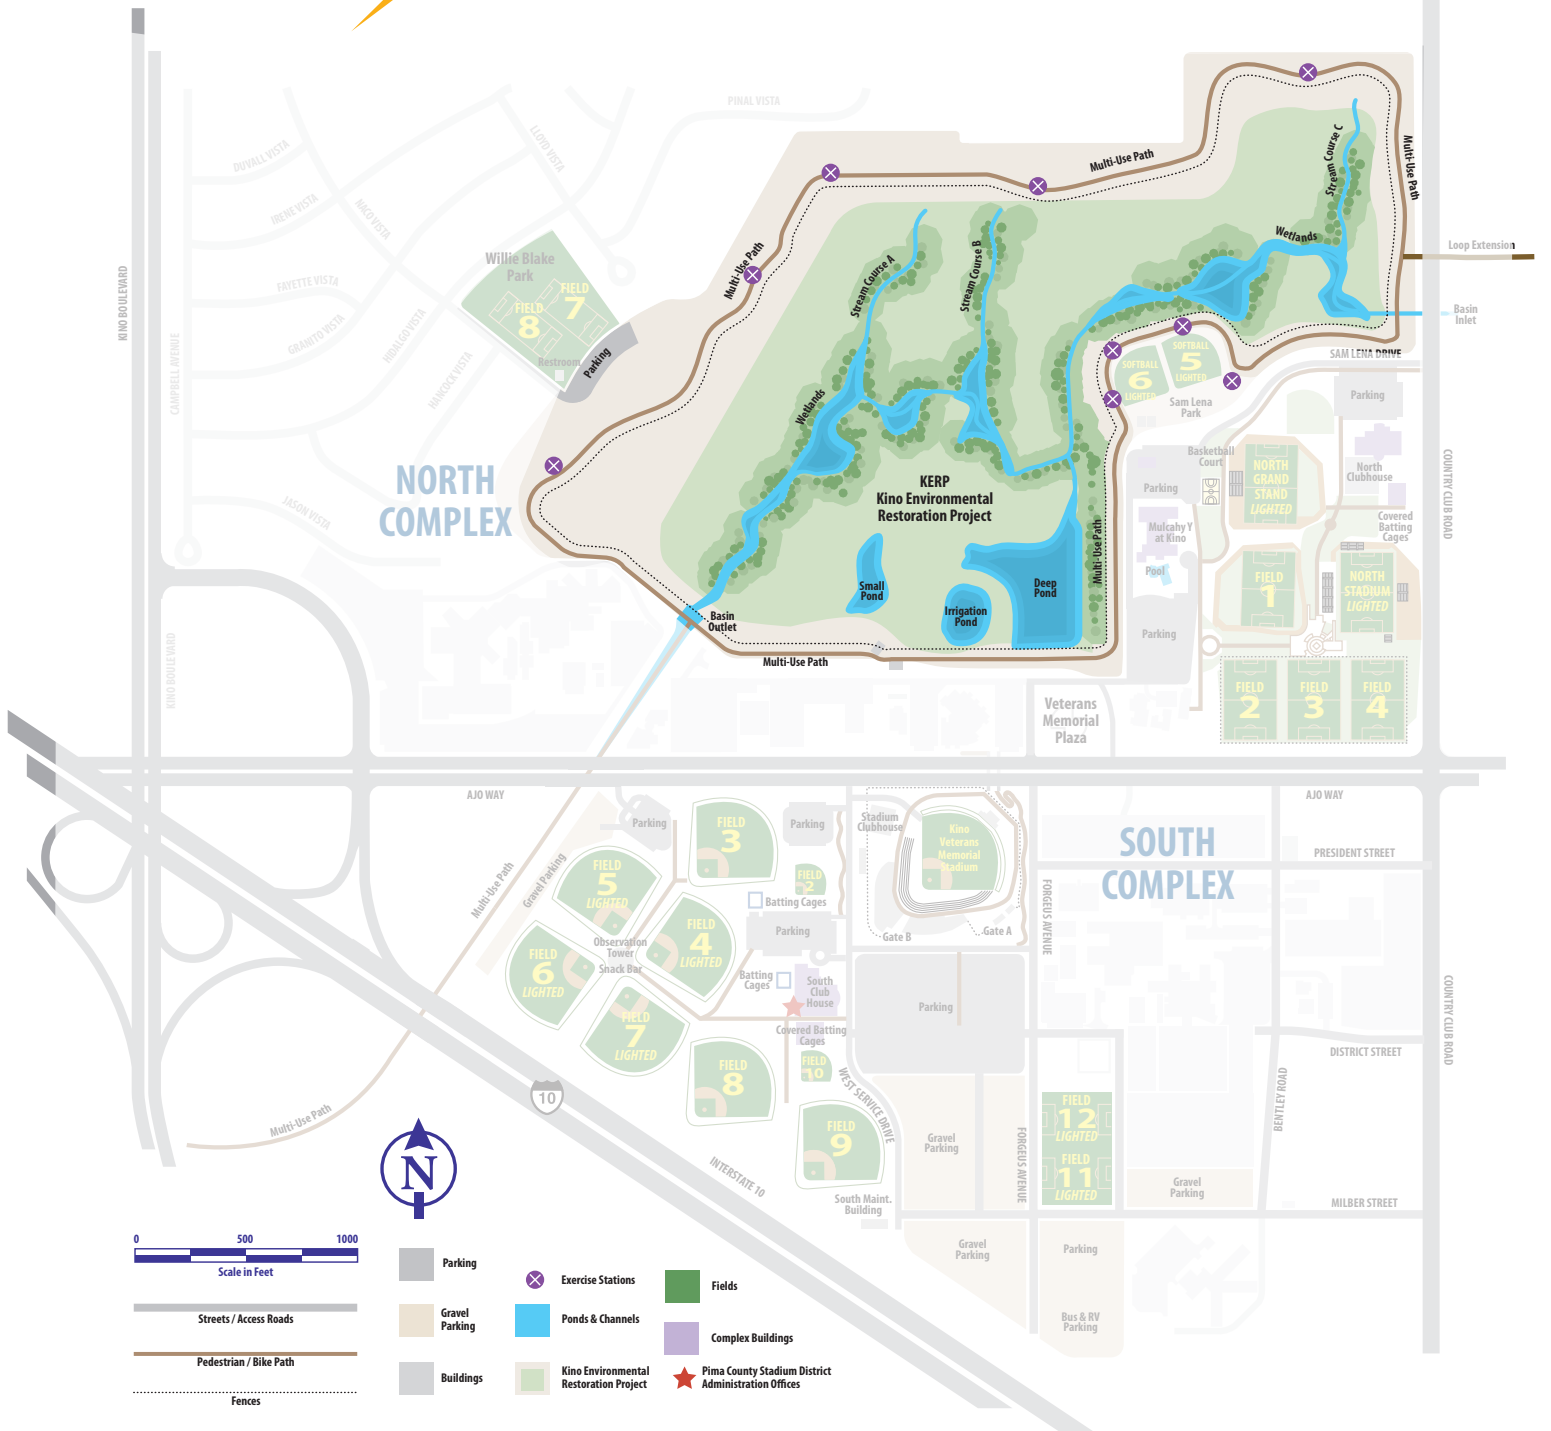 PINAL VISTA
LLOYD VISTA
DUVALL VISTA
IRENE VISTA
NACO VISTA
FAYETTE VISTA
GRANITO VISTA
HIDALGO VISTA
HANCOCK VISTA
JASON VISTA
KINO BOULEVARD
CAMPBELL AVENUE
KINO BOULEVARD
Willie Blake
Park
FIELD
7
FIELD
8
Restroom
Parking
NORTH
COMPLEX
Multi-Use Path
Multi-Use Path
Multi-Use Path
Stream Course A
Stream Course B
Stream Course C
Wetlands
Wetlands
Loop Extension
Basin
Inlet
SAM LENA DRIVE
SOFTBALL
5
LIGHTED
SOFTBALL
6
LIGHTED
Sam Lena
Park
KERP
Kino Environmental
Restoration Project
Small
Pond
Irrigation
Pond
Deep
Pond
Multi-Use Path
Basin
Outlet
Multi-Use Path
Parking
Basketball
Court
NORTH
GRAND
STAND
LIGHTED
North
Clubhouse
Parking
Covered
Batting
Cages
COUNTRY CLUB ROAD
Mulcahy Y
at Kino
Pool
FIELD
1
NORTH
STADIUM
LIGHTED
Parking
FIELD
2
FIELD
3
FIELD
4
Veterans
Memorial
Plaza
AJO WAY
AJO WAY
Parking
FIELD
3
Parking
Stadium
Clubhouse
Kino
Veterans
Memorial
Stadium
SOUTH
COMPLEX
PRESIDENT STREET
Multi-Use Path
Gravel Parking
FIELD
5
LIGHTED
FIELD
2
Batting Cages
FIELD
4
LIGHTED
Parking
Gate B
Gate A
FORGEUS AVENUE
Observation
Tower
Snack Bar
FIELD
6
LIGHTED
Batting
Cages
South
Club
House
FIELD
7
LIGHTED
Covered Batting
Cages
Parking
COUNTRY CLUB ROAD
DISTRICT STREET
FIELD
8
FIELD
10
WEST SERVICE DRIVE
BENTLEY ROAD
FIELD
12
LIGHTED
FIELD
11
LIGHTED
FIELD
9
Gravel
Parking
FORGEUS AVENUE
Gravel
Parking
MILBER STREET
South Maint.
Building
Gravel
Parking
Parking
Bus & RV
Parking
Multi-Use Path
10
INTERSTATE 10
N
0 500 1000
Scale in Feet
Streets / Access Roads
Pedestrian / Bike Path
Fences
Parking
Gravel
Parking
Buildings
Exercise Stations
Ponds & Channels
Kino Environmental
Restoration Project
Fields
Complex Buildings
Pima County Stadium District
Administration Offices